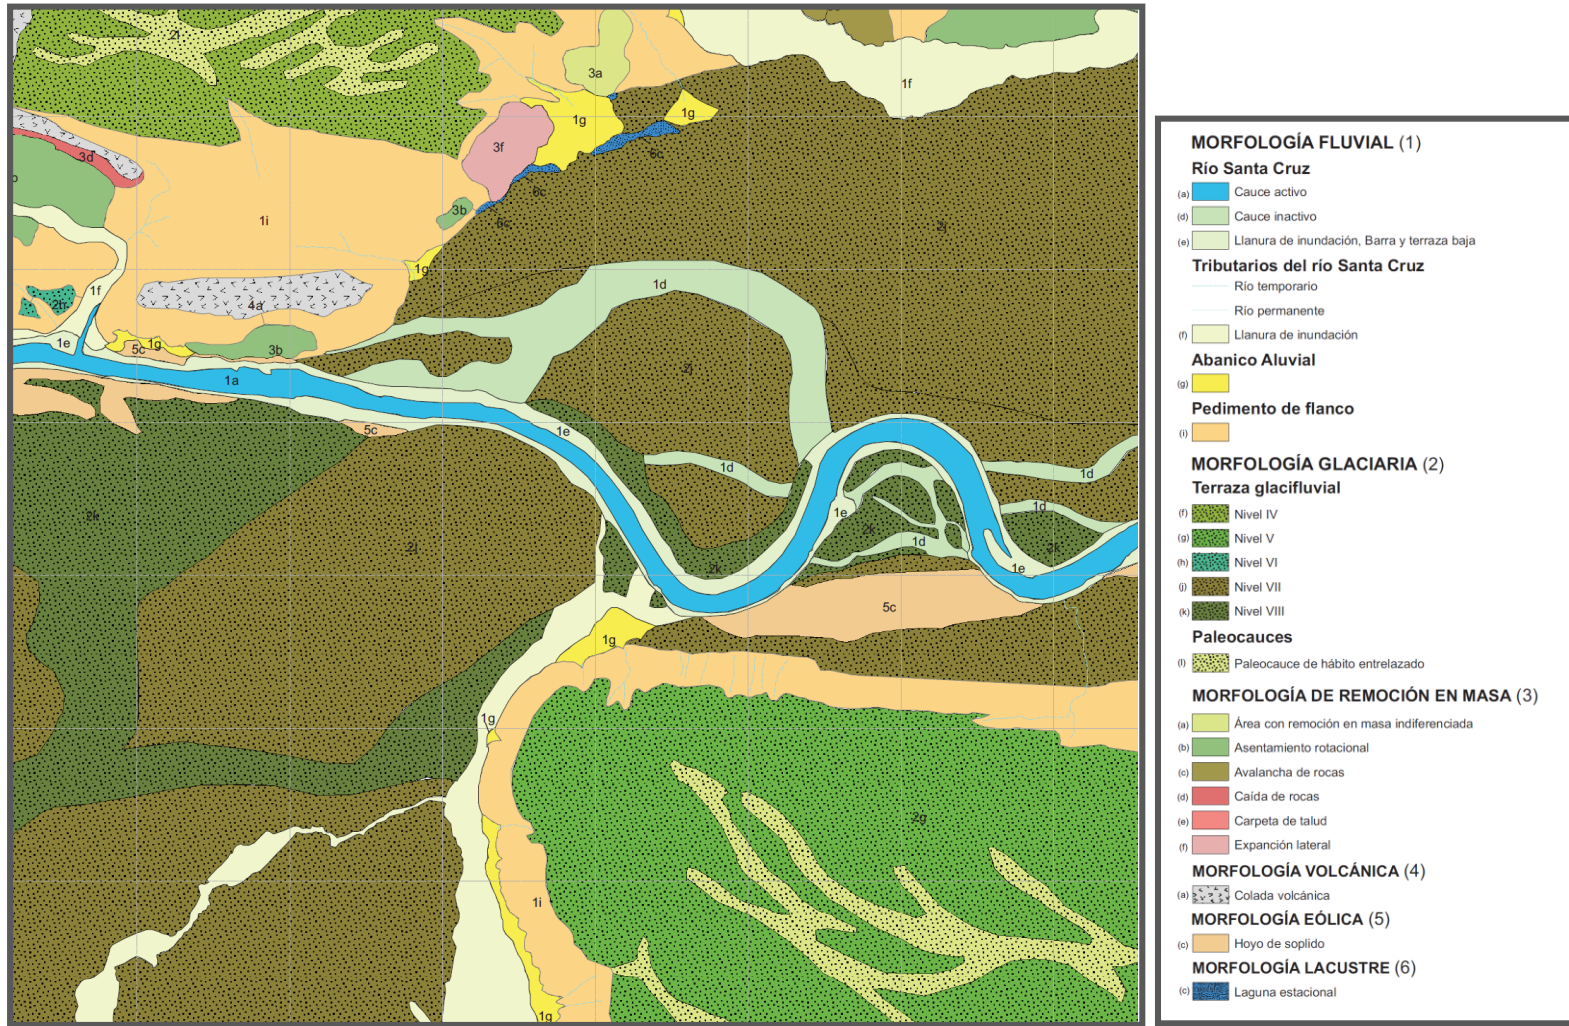 2l
3a
1f
1g
1g
3f
6c
3d
6c
b
3b
6c
2j
1i
1g
1d
1f
2h
4a
1e
5c
1g
3b
2j
1a
5c
1e
1d
1d
2k
1e
1d
2k
2j
1d
2k
2k
1e
5c
1g
1g
2g
1i
1g
MORFOLOGÍA FLUVIAL (1)
Río Santa Cruz
(a) Cauce activo
(d) Cauce inactivo
(e) Llanura de inundación, Barra y terraza baja
Tributarios del río Santa Cruz
Río temporario
Río permanente
(f) Llanura de inundación
Abanico Aluvial
(g)
Pedimento de flanco
(i)
MORFOLOGÍA GLACIARIA (2)
Terraza glacifluvial
(f) Nivel IV
(g) Nivel V
(h) Nivel VI
(j) Nivel VII
(k) Nivel VIII
Paleocauces
(l) Paleocauce de hábito entrelazado
MORFOLOGÍA DE REMOCIÓN EN MASA (3)
(a) Área con remoción en masa indiferenciada
(b) Asentamiento rotacional
(c) Avalancha de rocas
(d) Caída de rocas
(e) Carpeta de talud
(f) Expanción lateral
MORFOLOGÍA VOLCÁNICA (4)
(a) Colada volcánica
MORFOLOGÍA EÓLICA (5)
(c) Hoyo de soplido
MORFOLOGÍA LACUSTRE (6)
(c) Laguna estacional